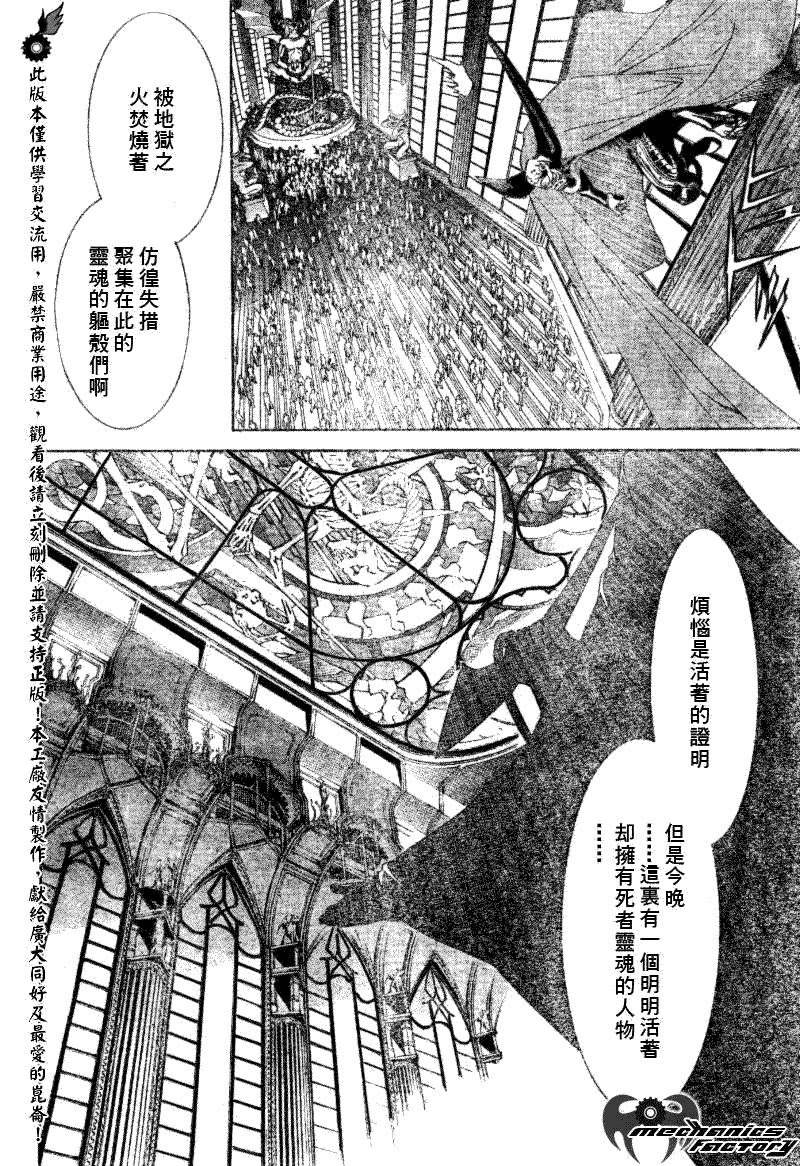 被地獄之
火焚燒著
仿徨失措
聚集在此的
靈魂的軀殼們啊
煩惱是活著的證明
但是今晚
……這裏有一個明明活著
却擁有死者靈魂的人物
……
此版本僅供學習交流用，嚴禁商業用途，觀看後請立刻刪除並請支持正版！本工廠友情製作，獻給廣大同好及最愛的崑崙！
mechanics
factory